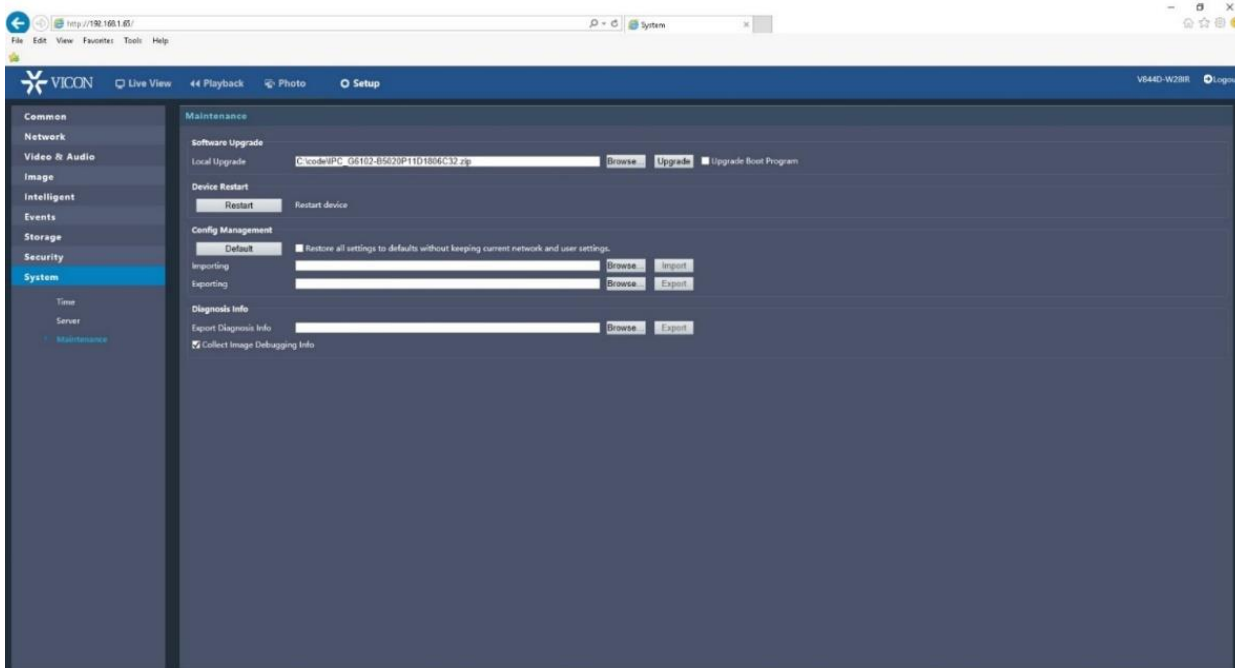 http://192.168.1.65/
System
File Edit View Favorites Tools Help
VICON Live View Playback Photo Setup V844D-W28IR Logou
Common
Network
Video & Audio
Image
Intelligent
Events
Storage
Security
System
Time
Server
Maintenance
Maintenance
Software Upgrade
Local Upgrade C:\code\IPC_G6102-B5020P11D1806C32.zip Browse... Upgrade Upgrade Boot Program
Device Restart
Restart Restart device
Config Management
Default Restore all settings to defaults without keeping current network and user settings.
Importing Browse... Import
Exporting Browse... Export
Diagnosis Info
Export Diagnosis Info Browse... Export
Collect Image Debugging Info